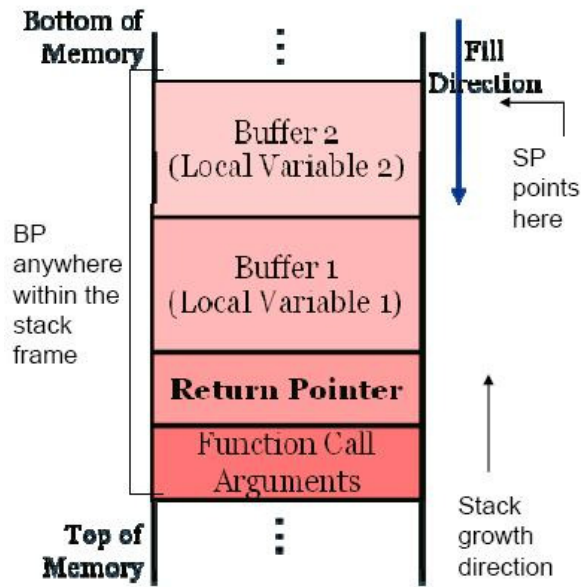 Bottom of
Memory
Fill
Direction
Buffer 2
(Local Variable 2)
SP
points
here
BP
anywhere
within the
stack
frame
Buffer 1
(Local Variable 1)
Return Pointer
Function Call
Arguments
Stack
growth
direction
Top of
Memory